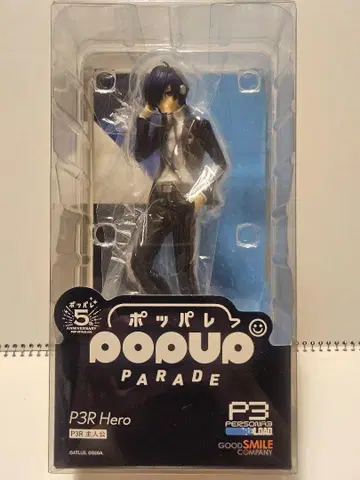 ポッパレ
POPUP
PARADE
ポッパレ
5
ANNIVERSARY
P3R Hero
P3R 主人公
©ATLUS. ©SEGA.
P3
PERSONA3
RELOAD
GOOD SMILE
COMPANY